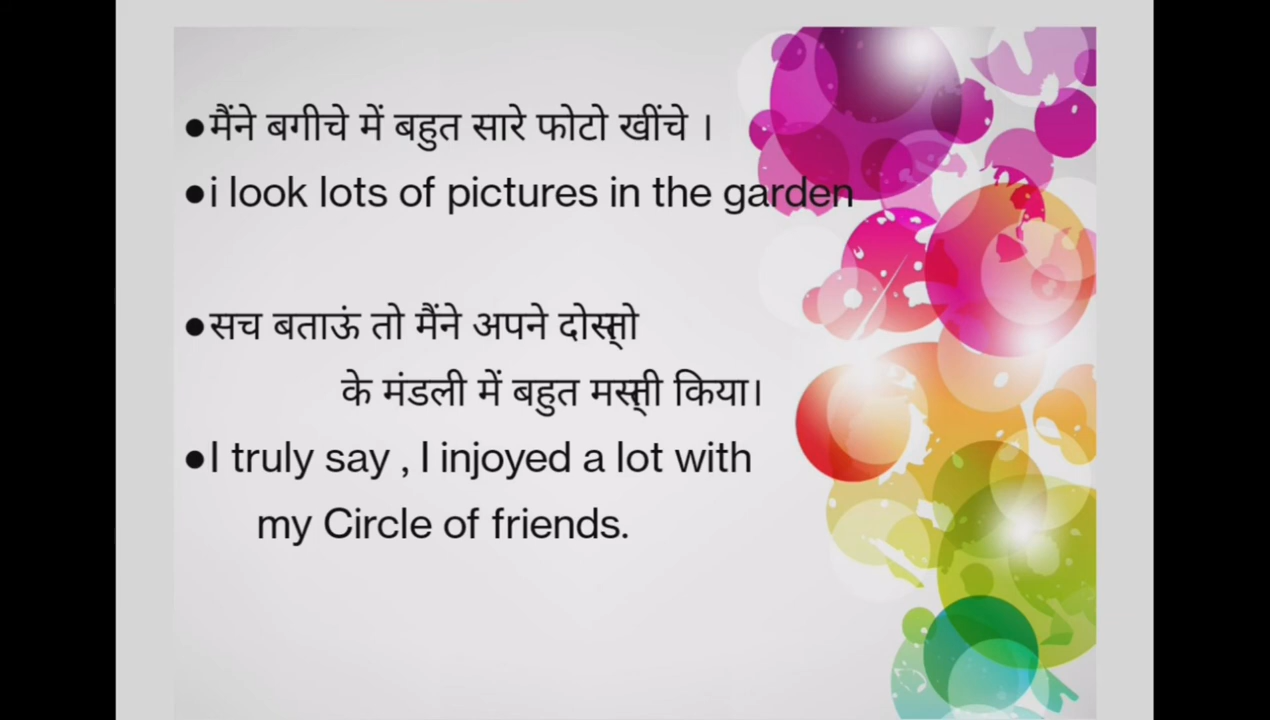 ●मैंने बगीचे में बहुत सारे फोटो खींचे ।
●i look lots of pictures in the garden
●सच बताऊं तो मैंने अपने दोस्तो
के मंडली में बहुत मस्ती किया।
●I truly say , I injoyed a lot with
my Circle of friends.